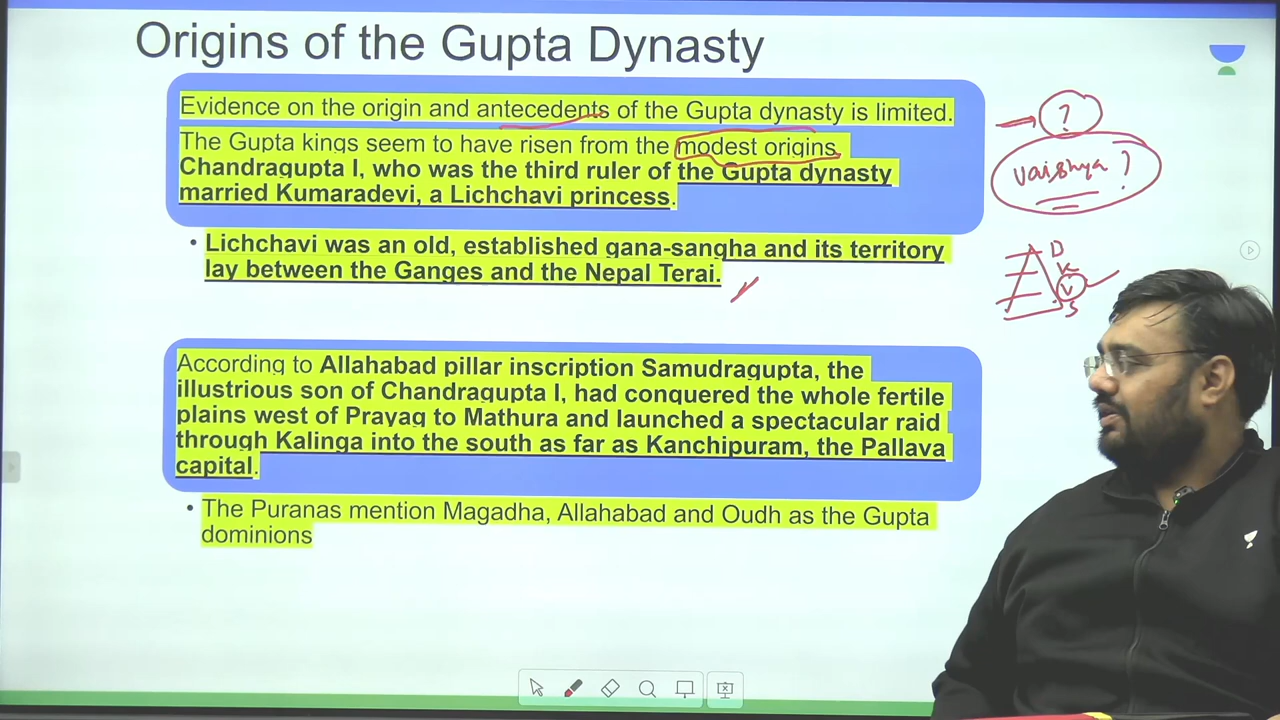 Origins of the Gupta Dynasty
Evidence on the origin and antecedents of the Gupta dynasty is limited.
The Gupta kings seem to have risen from the modest origins.
Chandragupta I, who was the third ruler of the Gupta dynasty
married Kumaradevi, a Lichchavi princess.
• Lichchavi was an old, established gana-sangha and its territory
lay between the Ganges and the Nepal Terai.
According to Allahabad pillar inscription Samudragupta, the
illustrious son of Chandragupta I, had conquered the whole fertile
plains west of Prayag to Mathura and launched a spectacular raid
through Kalinga into the south as far as Kanchipuram, the Pallava
capital.
• The Puranas mention Magadha, Allahabad and Oudh as the Gupta
dominions
?
Vaishya ?
K
V
S